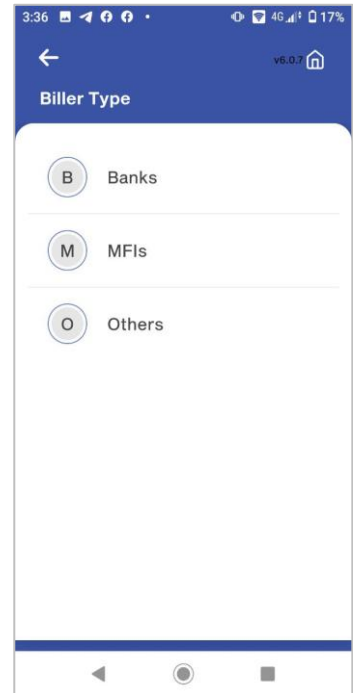 3:36 4G 17%
v6.0.7
Biller Type
B Banks
M MFIs
O Others